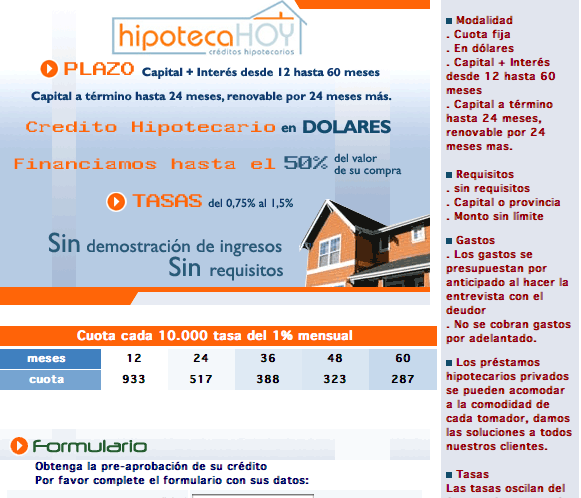 hipotecaHOY
créditos hipotecarios
PLAZO Capital + Interés desde 12 hasta 60 meses
Capital a término hasta 24 meses, renovable por 24 meses más.
Credito Hipotecario en DOLARES
Financiamos hasta el 50% del valor
de su compra
TASAS del 0,75% al 1,5%
Sin demostración de ingresos
Sin requisitos
Cuota cada 10.000 tasa del 1% mensual
meses 12 24 36 48 60
cuota 933 517 388 323 287
Formulario
Obtenga la pre-aprobación de su crédito
Por favor complete el formulario con sus datos:
Modalidad
. Cuota fija
. En dólares
. Capital + Interés
desde 12 hasta 60
meses
. Capital a término
hasta 24 meses,
renovable por 24
meses mas.
Requisitos
. sin requisitos
. Capital o provincia
. Monto sin límite
Gastos
. Los gastos se
presupuestan por
anticipado al hacer la
entrevista con el
deudor
. No se cobran gastos
por adelantado.
Los préstamos
hipotecarios privados
se pueden acomodar
a la comodidad de
cada tomador, damos
las soluciones a todos
nuestros clientes.
Tasas
Las tasas oscilan del